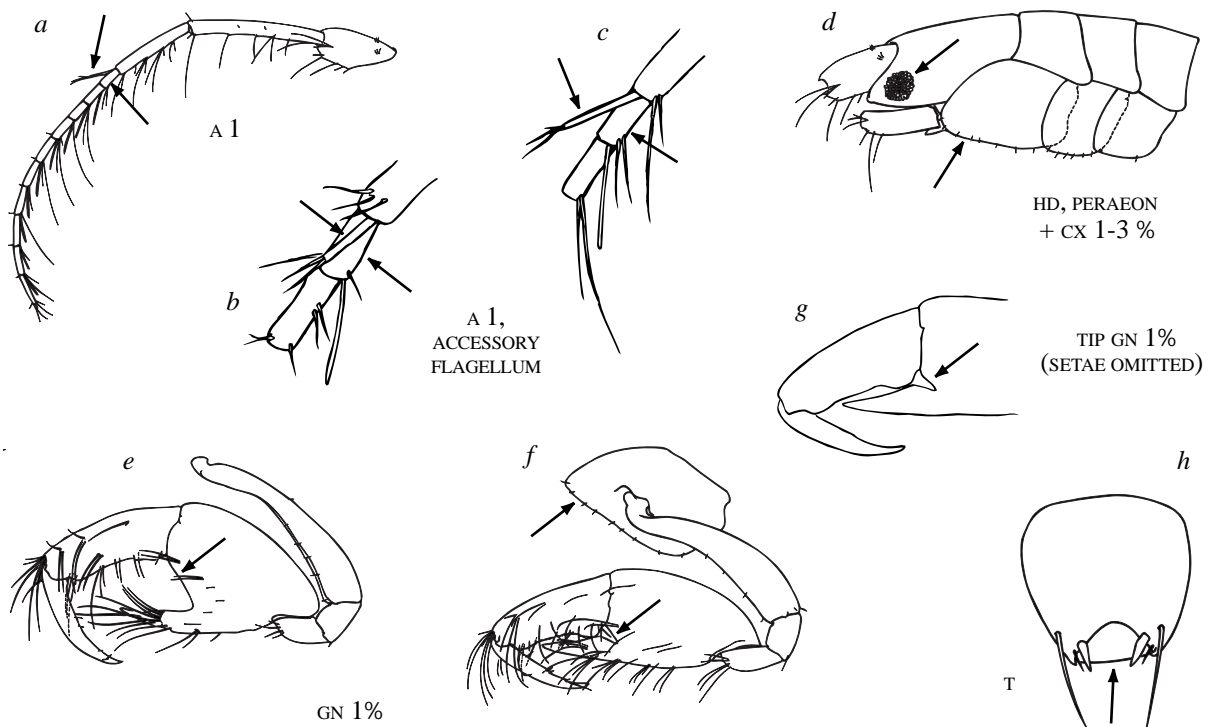 a
A 1
b
A 1,
ACCESSORY
FLAGELLUM
c
d
HD, PERAEON
+ CX 1-3 %
g
TIP GN 1%
(SETAE OMITTED)
e
GN 1%
f
h
T